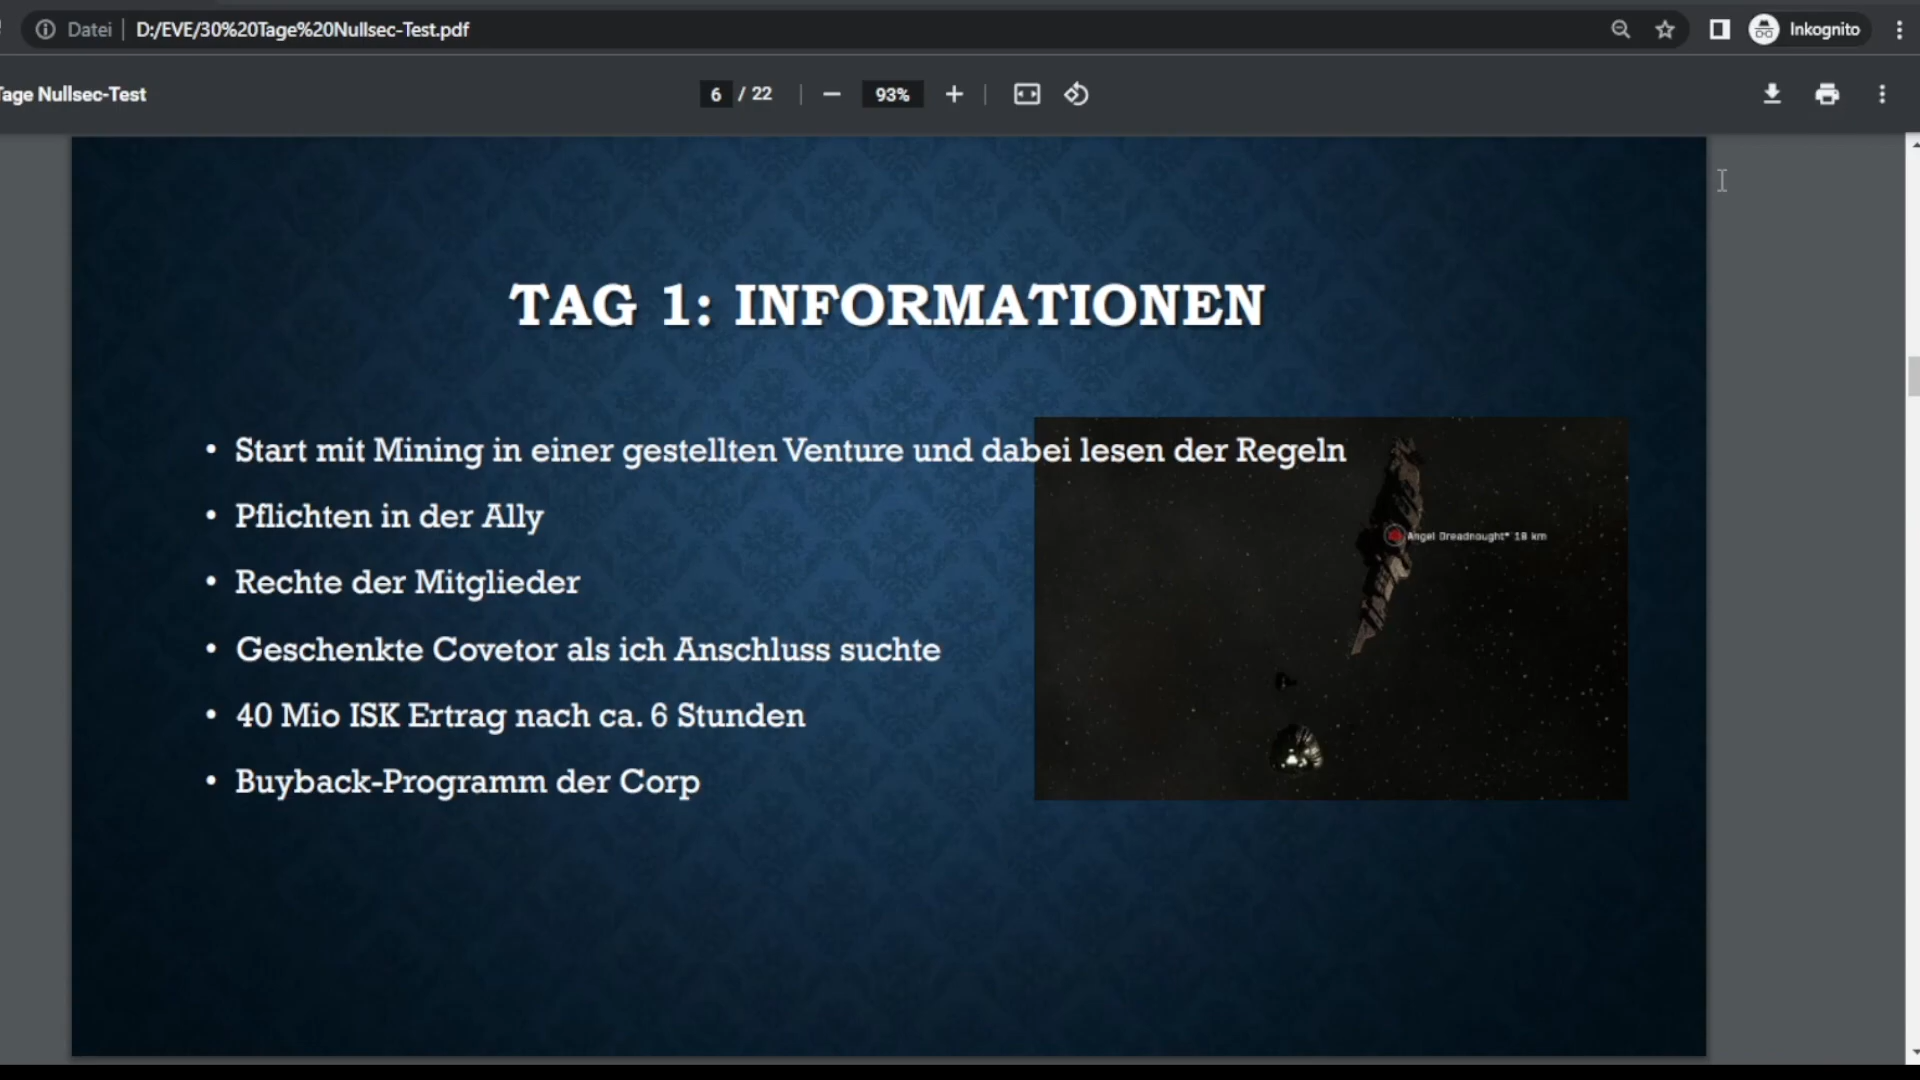 Datei
D:/EVE/30%20Tage%20Nullsec-Test.pdf
Inkognito
Tage Nullsec-Test
6 / 22
93%
TAG 1: INFORMATIONEN
• Start mit Mining in einer gestellten Venture und dabei lesen der Regeln
• Pflichten in der Ally
• Rechte der Mitglieder
• Geschenkte Covetor als ich Anschluss suchte
• 40 Mio ISK Ertrag nach ca. 6 Stunden
• Buyback-Programm der Corp
Angel Dreadnought* 18 km